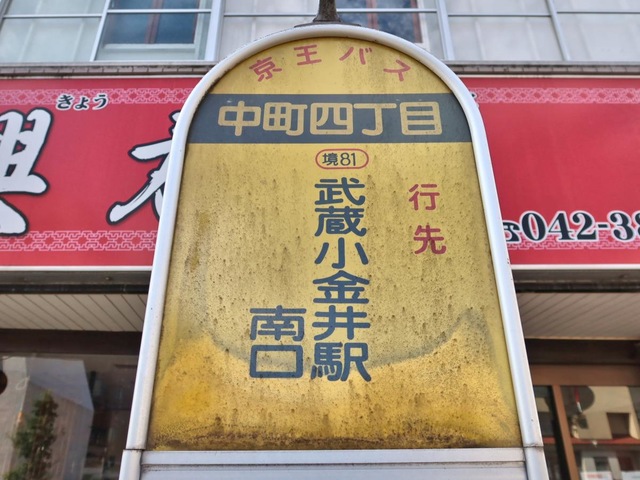 京王バス
中町四丁目
境81
行先
武蔵小金井駅
南口
きょう
興
☎042-38